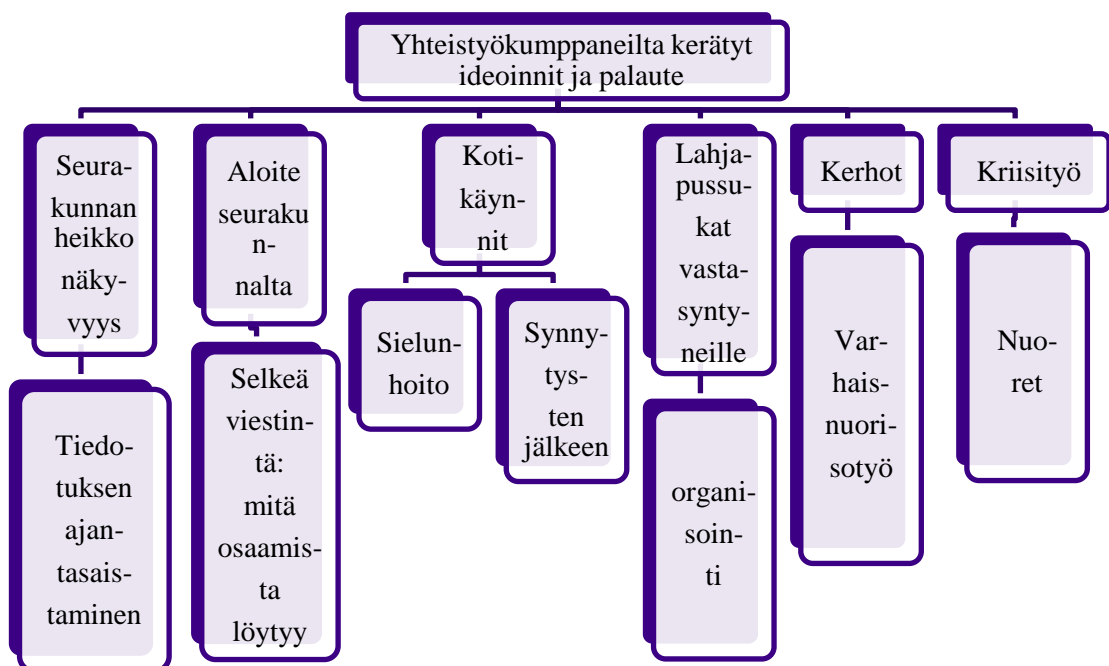 Yhteistyökumppaneilta kerätyt
ideoinnit ja palaute
Seura-
kunnan
heikko
näky-
vyys
Aloite
seuraku
n-
nalta
Koti-
käyn-
nit
Lahja-
pussu-
kat
vasta-
synty-
neille
Kerhot
Kriisityö
Tiedo-
tuksen
ajan-
tasais-
taminen
Selkeä
viestin-
tä:
mitä
osaamis-
ta
löytyy
Sielun-
hoito
Synny-
tys-
ten
jälkeen
organi-
soin-
ti
Var-
hais-
nuori-
sotyö
Nuo-
ret